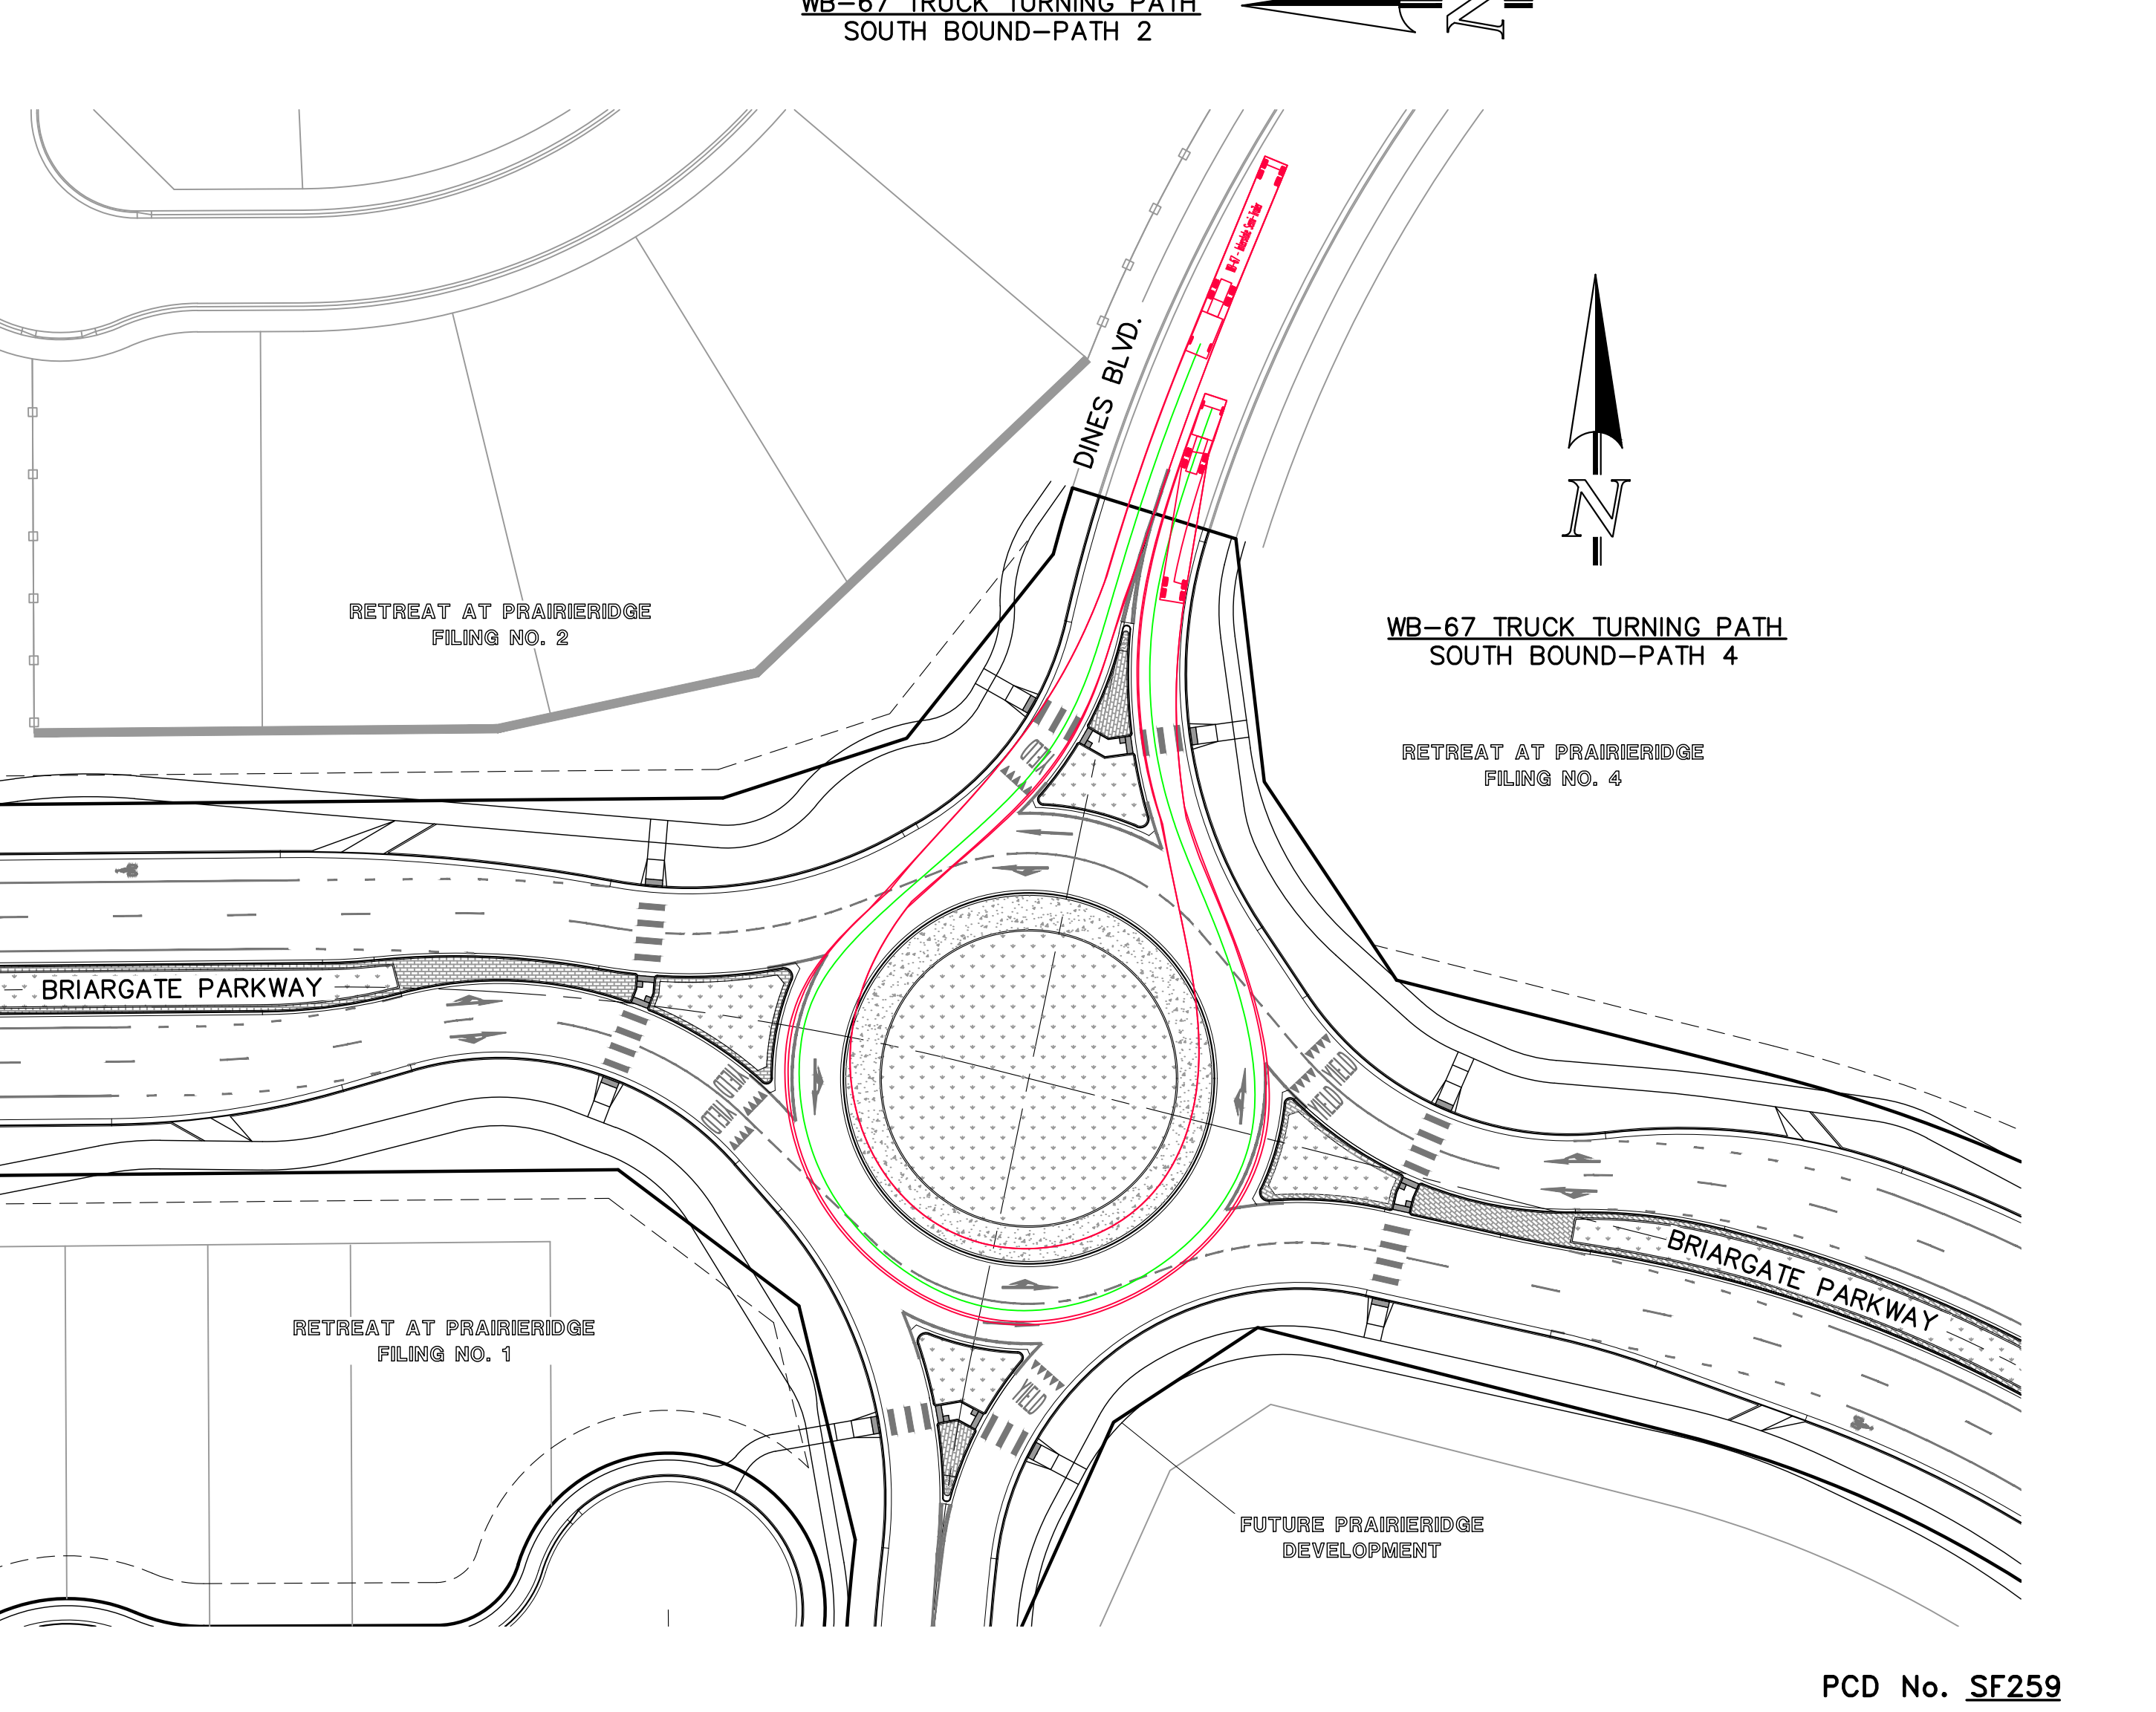 WB-67 TRUCK TURNING PATH
SOUTH BOUND-PATH 2
N
DINES BLVD.
N
WB-67 TRUCK TURNING PATH
SOUTH BOUND-PATH 4
RETREAT AT PRAIRIERIDGE
FILING NO. 2
RETREAT AT PRAIRIERIDGE
FILING NO. 4
YIELD
BRIARGATE PARKWAY
YIELD
YIELD
YIELD
YIELD
BRIARGATE PARKWAY
RETREAT AT PRAIRIERIDGE
FILING NO. 1
YIELD
FUTURE PRAIRIERIDGE
DEVELOPMENT
PCD No. SF259